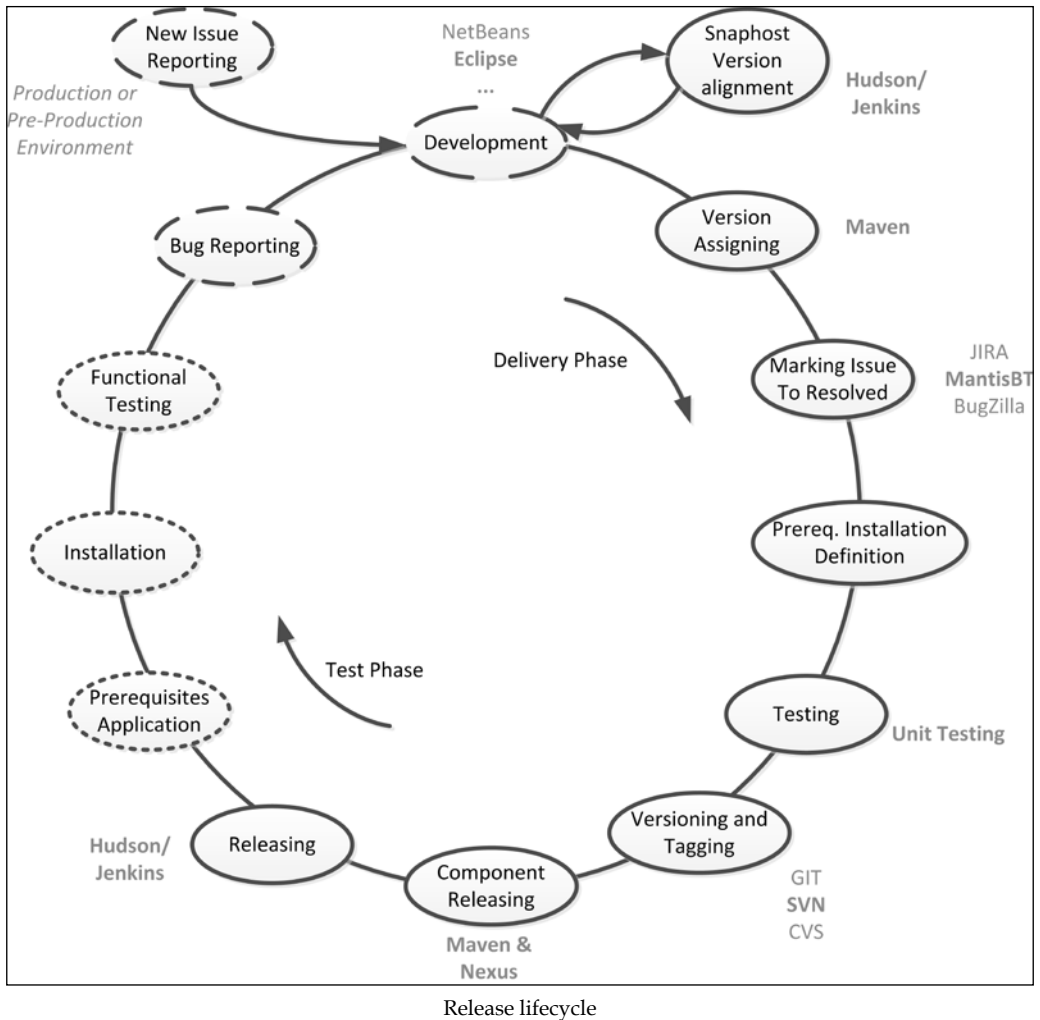 New Issue
Reporting
Production or
Pre-Production
Environment
NetBeans
Eclipse
...
Snaphost
Version
alignment
Hudson/
Jenkins
Development
Version
Assigning
Maven
Bug Reporting
Delivery Phase
Marking Issue
To Resolved
JIRA
MantisBT
BugZilla
Functional
Testing
Prereq. Installation
Definition
Installation
Test Phase
Testing
Unit Testing
Prerequisites
Application
Versioning and
Tagging
GIT
SVN
CVS
Component
Releasing
Maven &
Nexus
Releasing
Hudson/
Jenkins
Release lifecycle